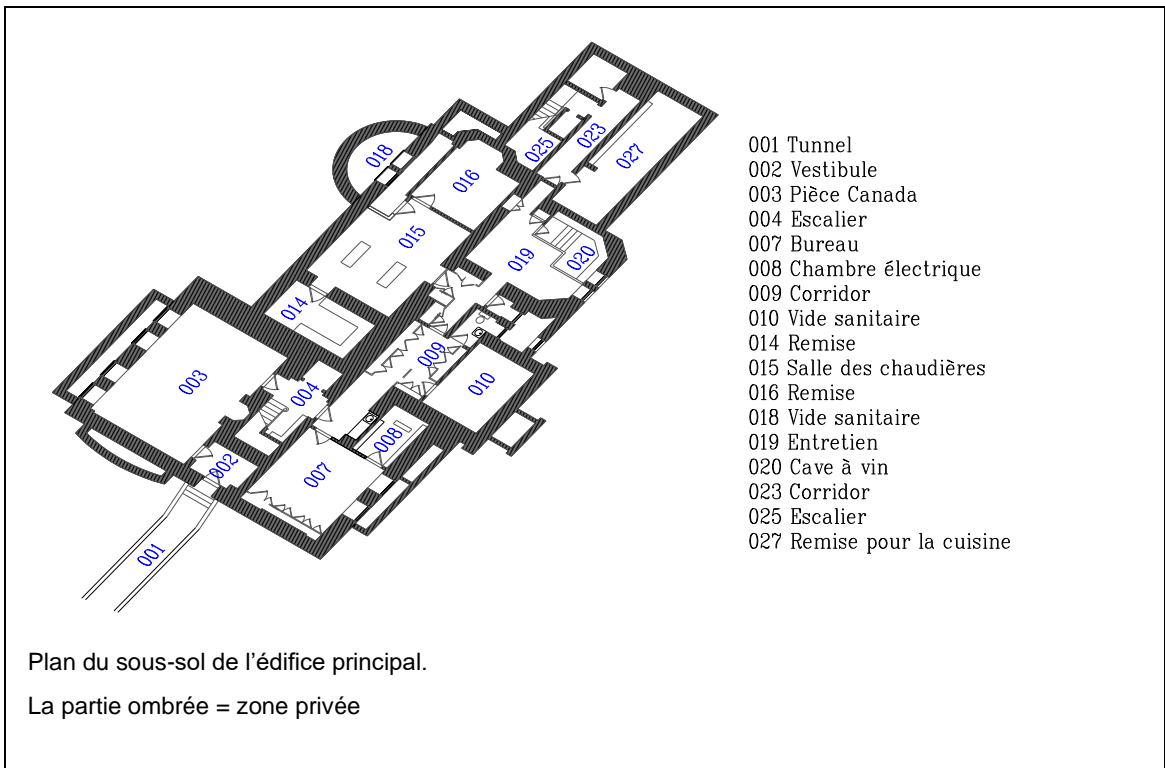 018
016
025
023
027
015
019
020
014
003
004
009
010
008
002
007
001
001 Tunnel
002 Vestibule
003 Pièce Canada
004 Escalier
007 Bureau
008 Chambre électrique
009 Corridor
010 Vide sanitaire
014 Remise
015 Salle des chaudières
016 Remise
018 Vide sanitaire
019 Entretien
020 Cave à vin
023 Corridor
025 Escalier
027 Remise pour la cuisine
Plan du sous-sol de l’édifice principal.
La partie ombrée = zone privée